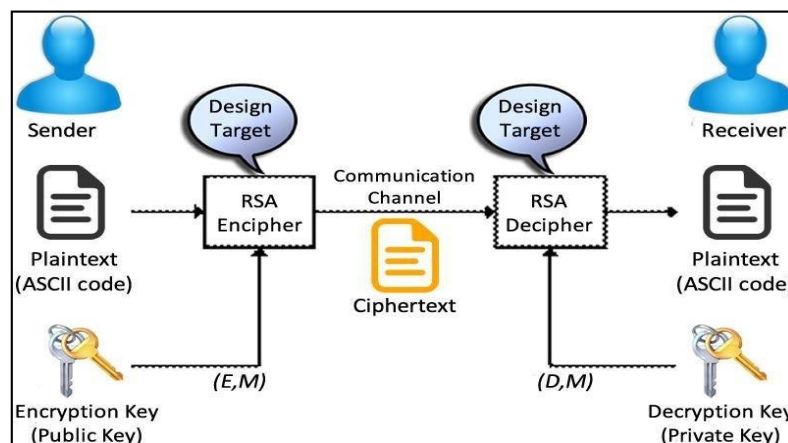 Sender
Design
Target
Design
Target
Receiver
Plaintext
(ASCII code)
RSA
Encipher
Communication
Channel
Ciphertext
RSA
Decipher
Plaintext
(ASCII code)
Encryption Key
(Public Key)
(E,M)
(D,M)
Decryption Key
(Private Key)